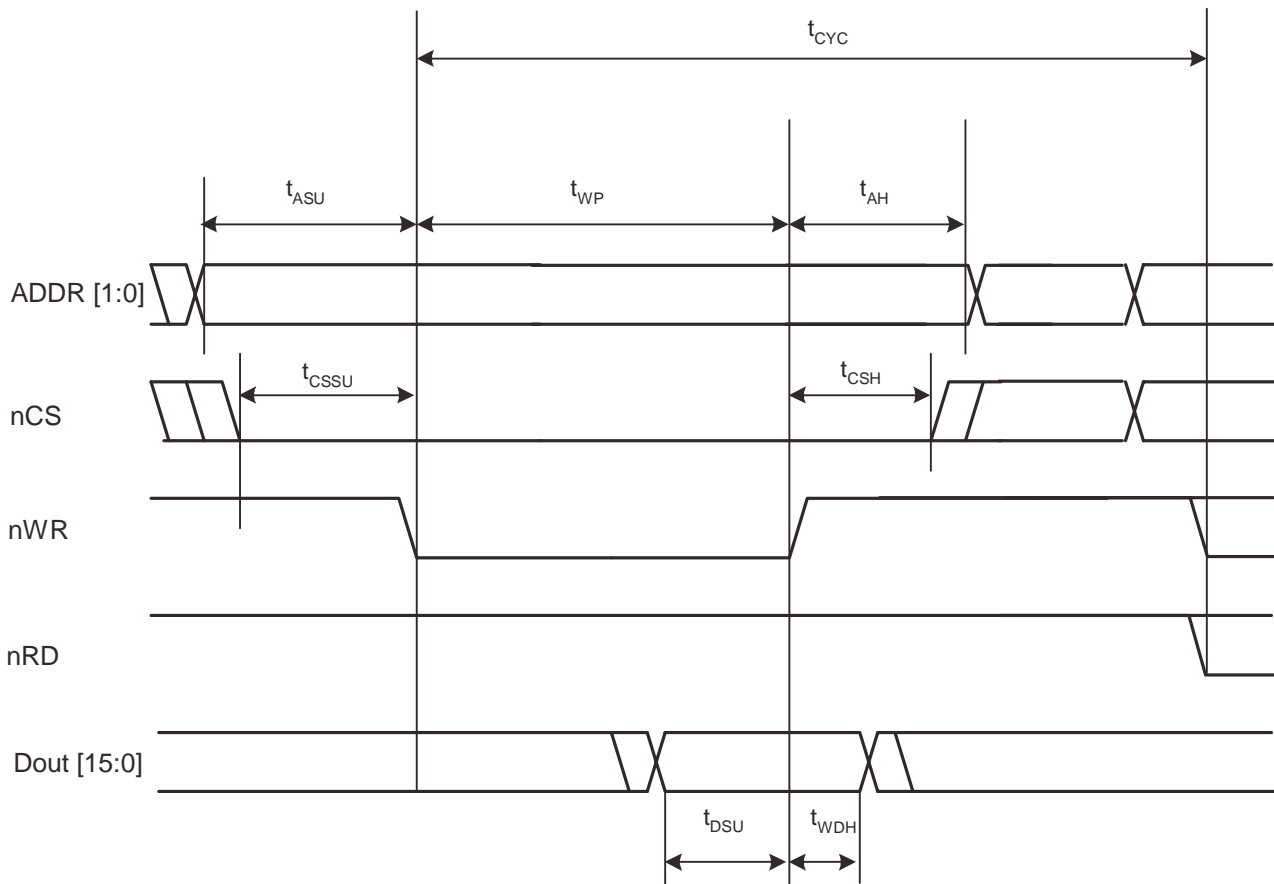 tCYC
tASU
tWP
tAH
ADDR [1:0]
tCSSU
tCSH
nCS
nWR
nRD
Dout [15:0]
tDSU
tWDH